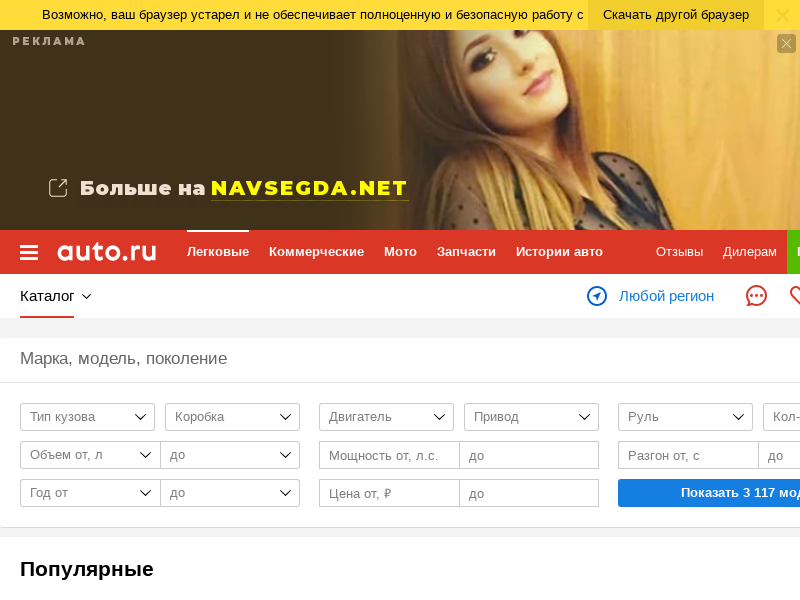 Возможно, ваш браузер устарел и не обеспечивает полноценную и безопасную работу с
Скачать другой браузер
РЕКЛАМА
Больше на NAVSEGDA.NET
auto.ru Легковые Коммерческие Мото Запчасти Истории авто Отзывы Дилерам
Каталог Любой регион
Марка, модель, поколение
Тип кузова Коробка Двигатель Привод Руль Кол-
Объем от, л до Мощность от, л.с. до Разгон от, с до
Год от до Цена от, ₽ до Показать 3 117 мод
Популярные